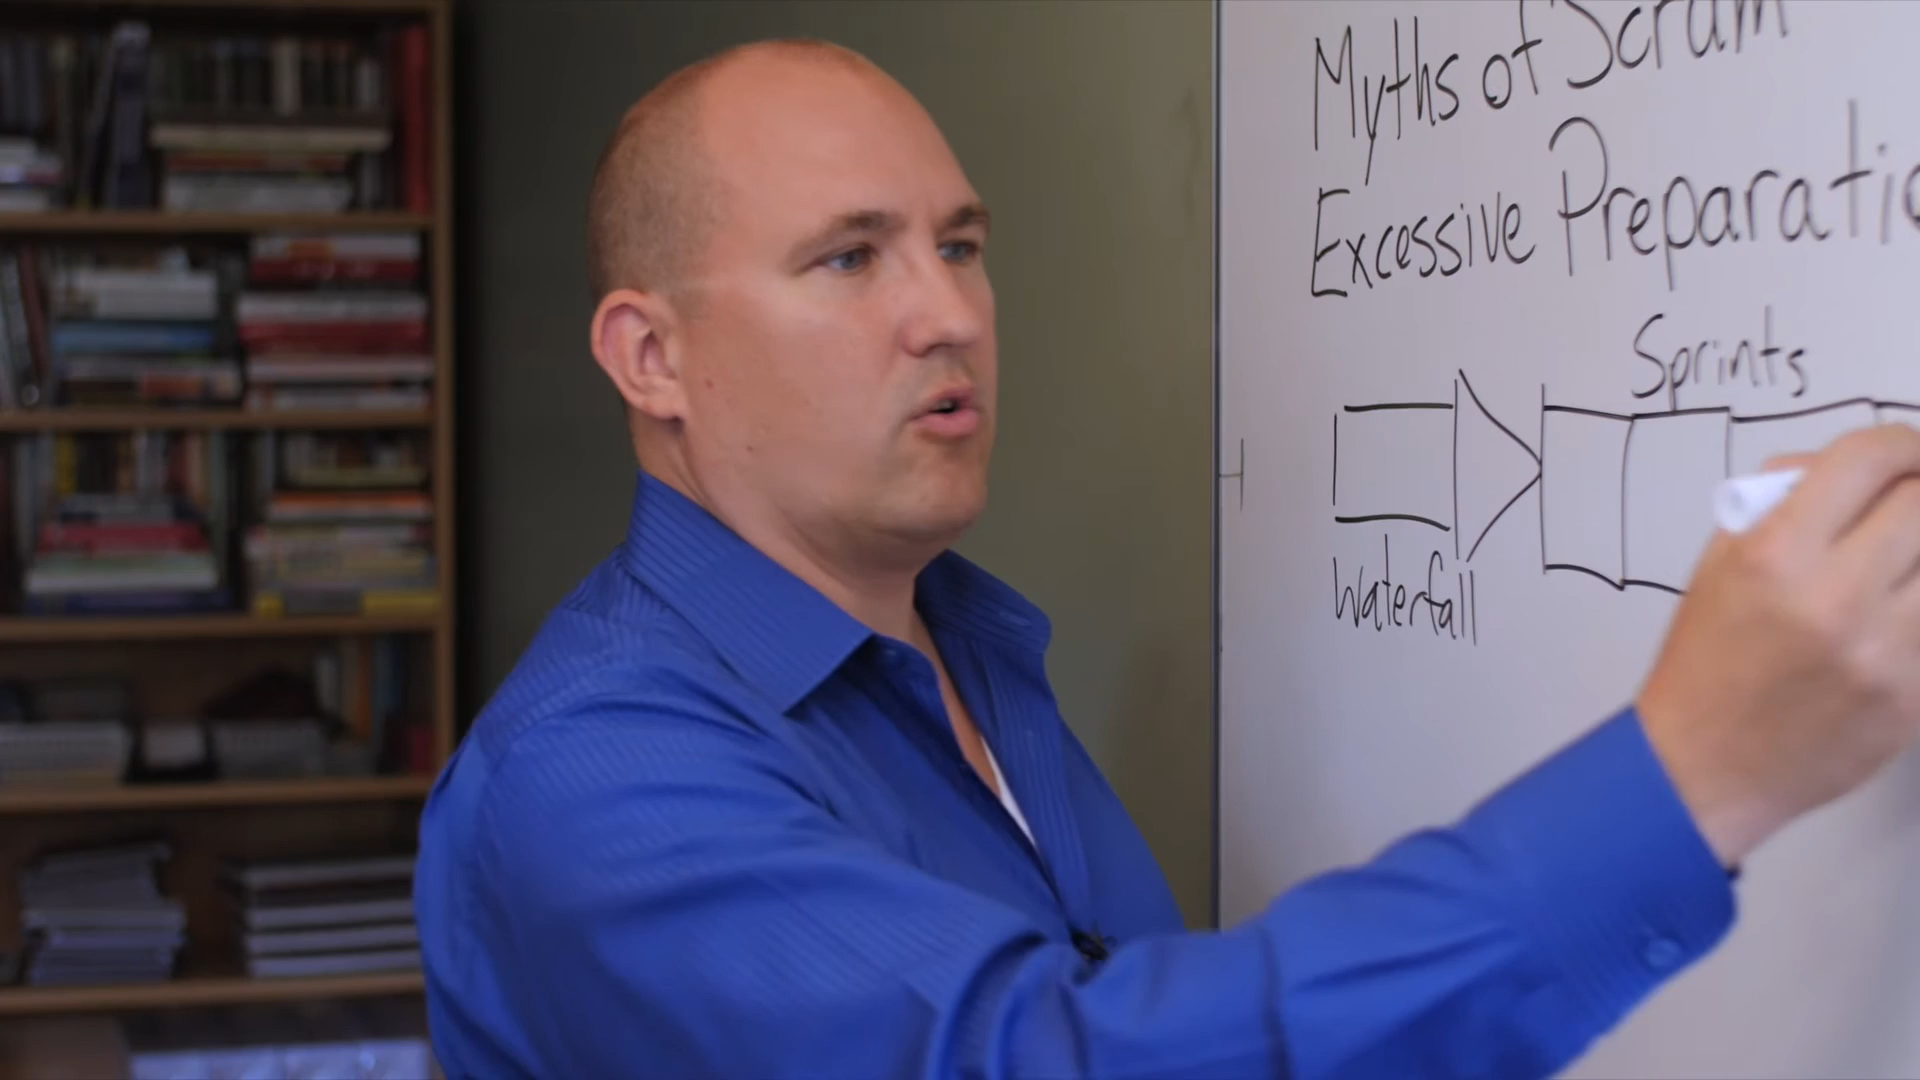 Myths of Scrum
Excessive Preparatio
Sprints
Waterfall